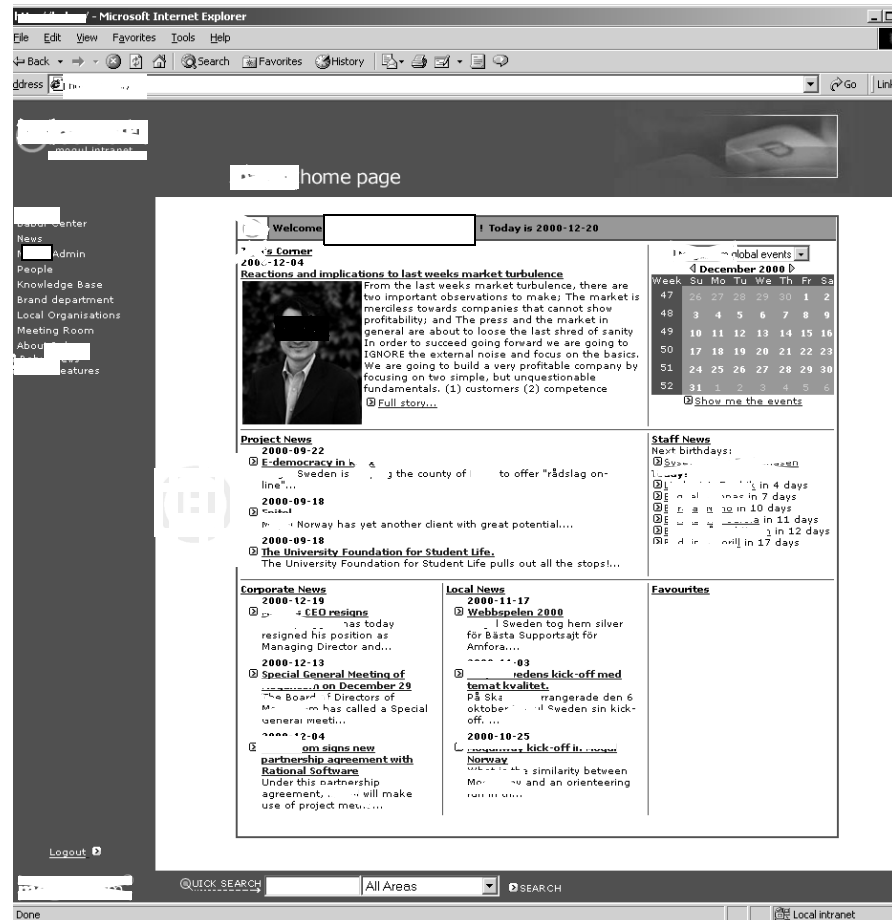 - Microsoft Internet Explorer
File Edit View Favorites Tools Help
Back Search Favorites History
Address Go Links
mogul intranet
home page
Center
News
Admin
People
Knowledge Base
Brand department
Local Organisations
Meeting Room
About
News
eatures
Logout
Welcome ! Today is 2000-12-20
's Corner
2000-12-04
Reactions and implications to last weeks market turbulence
From the last weeks market turbulence, there are
two important observations to make; The market is
merciless towards companies that cannot show
profitability; and The press and the market in
general are about to loose the last shred of sanity
In order to succeed going forward we are going to
IGNORE the external noise and focus on the basics.
We are going to build a very profitable company by
focusing on two simple, but unquestionable
fundamentals. (1) customers (2) competence
Full story...
global events
December 2000
Week Su Mo Tu We Th Fr Sa
47 26 27 28 29 30 1 2
48 3 4 5 6 7 8 9
49 10 11 12 13 14 15 16
50 17 18 19 20 21 22 23
51 24 25 26 27 28 29 30
52 31 1 2 3 4 5 6
Show me the events
Project News
2000-09-22
E-democracy in
Sweden is the county of to offer "rådslag on-
line"...
2000-09-18
Norway has yet another client with great potential....
2000-09-18
The University Foundation for Student Life.
The University Foundation for Student Life pulls out all the stops!...
Staff News
Next birthdays:
in 4 days
in 7 days
in 10 days
in 11 days
in 12 days
in 17 days
Corporate News
2000-12-19
CEO resigns
has today
resigned his position as
Managing Director and...
2000-12-13
Special General Meeting of
on December 29
The Board of Directors of
has called a Special
General Meeti...
2000-12-04
signs new
partnership agreement with
Rational Software
Under this partnership
agreement, will make
use of project
Local News
2000-11-17
Webbspelen 2000
Sweden tog hem silver
för Bästa Supportsajt för
Amfora....
03
Swedens kick-off med
temat kvalitet.
På arrangerade den 6
oktober Sweden sin kick-
off. ...
2000-10-25
kick-off in Mogul
Norway
What is the similarity between
and an orienteering
run in
Favourites
QUICK SEARCH All Areas SEARCH
Done Local intranet